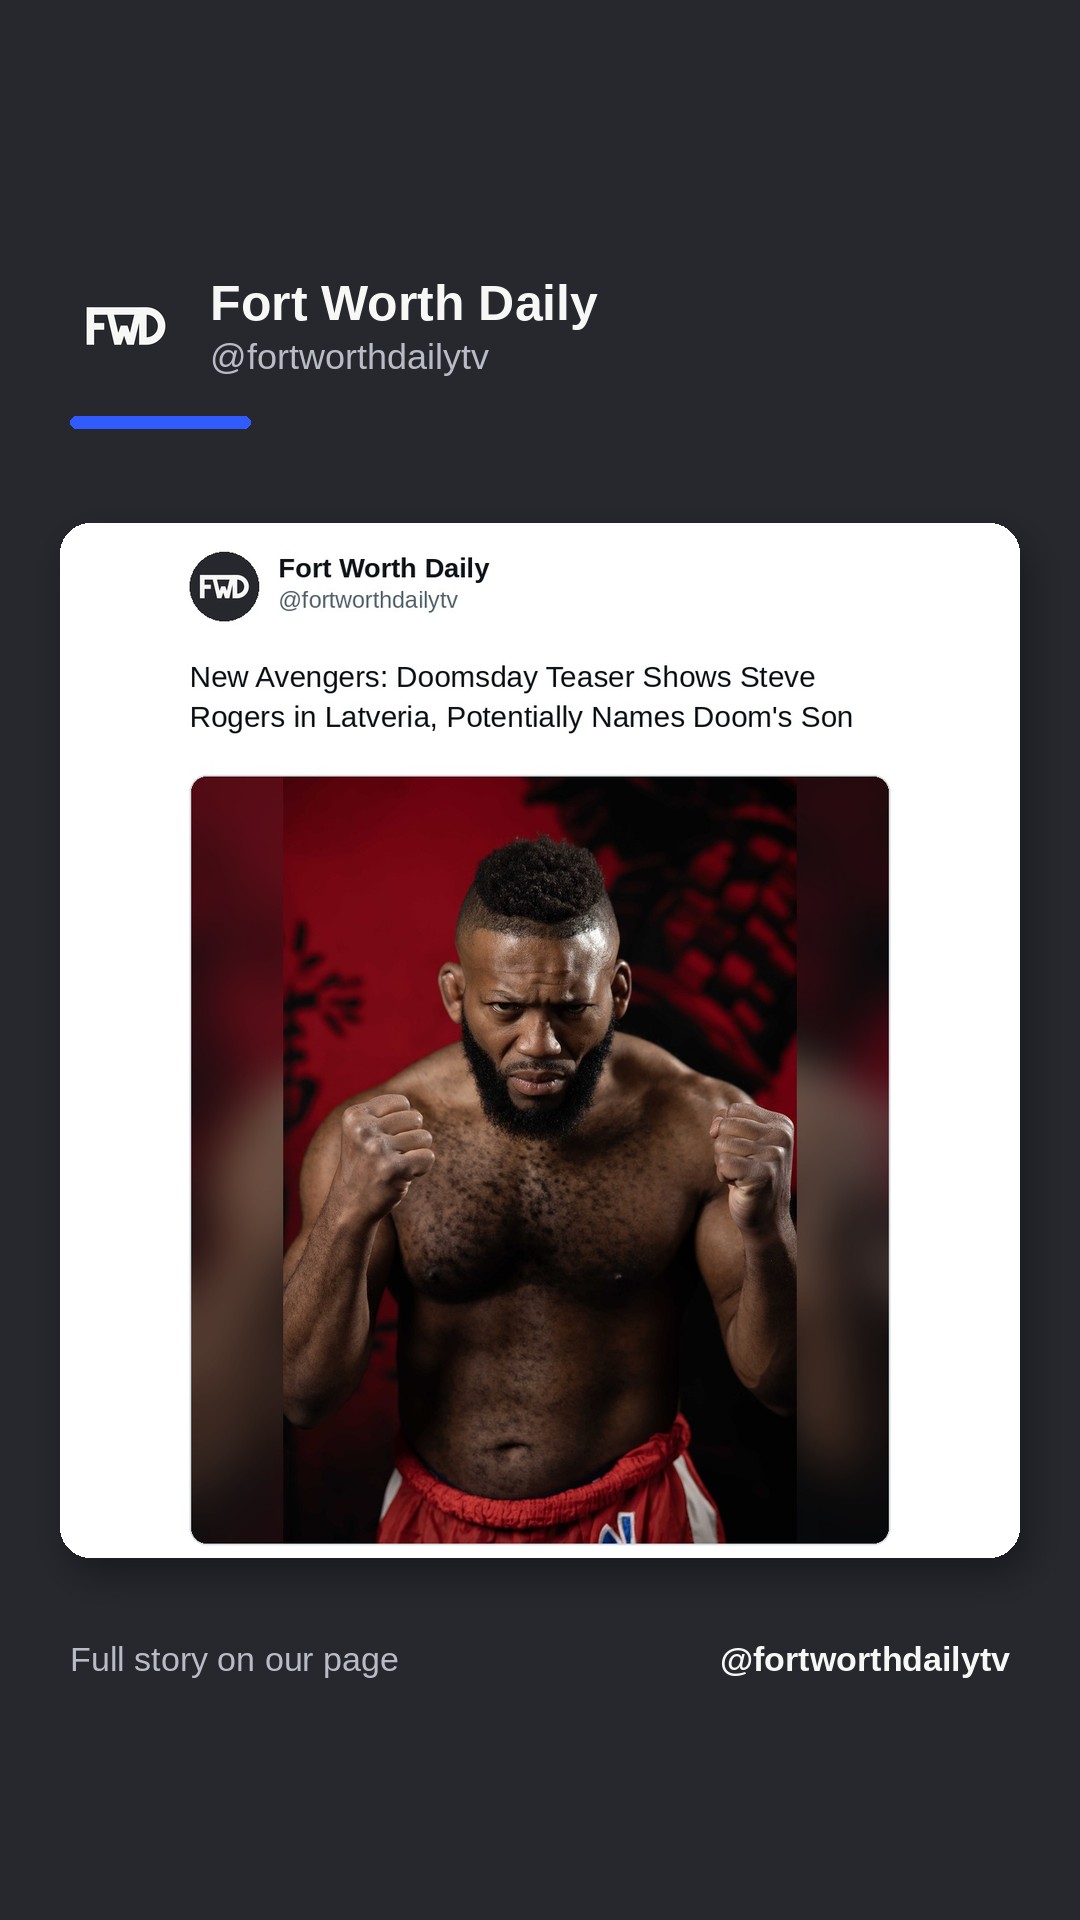 FWD
Fort Worth Daily
@fortworthdailytv
FWD
Fort Worth Daily
@fortworthdailytv
New Avengers: Doomsday Teaser Shows Steve
Rogers in Latveria, Potentially Names Doom's Son
Full story on our page
@fortworthdailytv